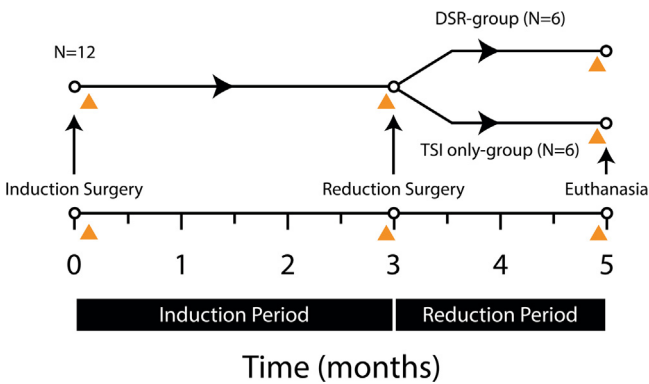 DSR-group (N=6)
N=12
TSI only-group (N=6)
Induction Surgery
Reduction Surgery
Euthanasia
0 1 2 3 4 5
Induction Period
Reduction Period
Time (months)